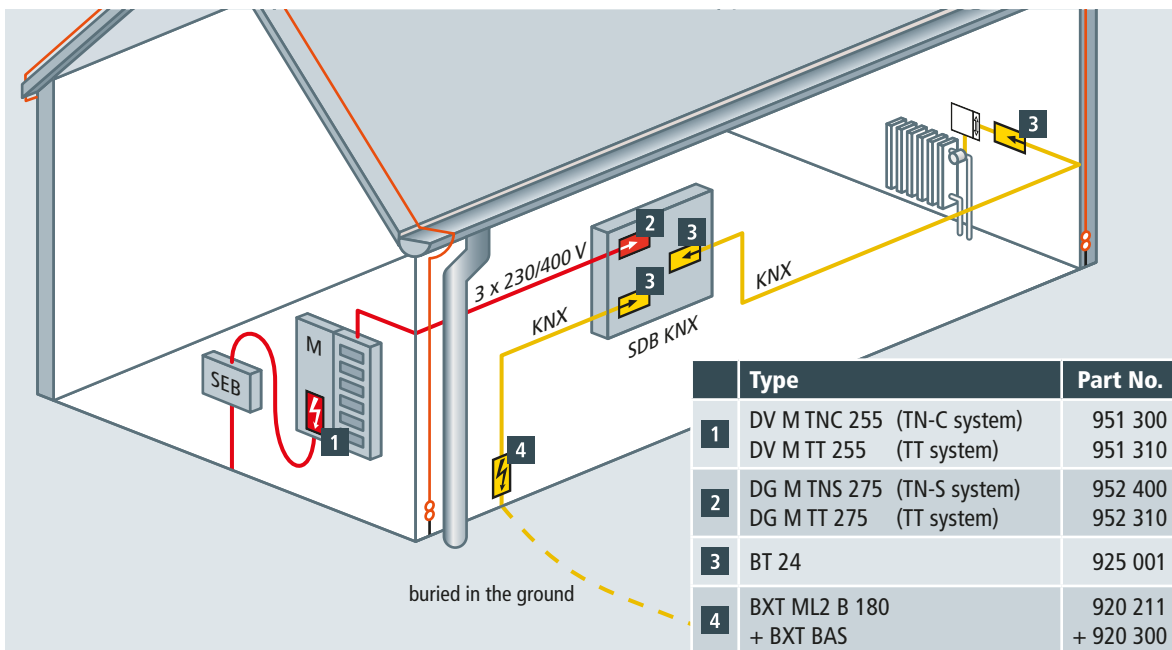 3
2
3
3 x 230/400 V
3
KNX
KNX
SDB KNX
M
SEB
1
4
buried in the ground
Type Part No.
1 DV M TNC 255 (TN-C system) 951 300
DV M TT 255 (TT system) 951 310
2 DG M TNS 275 (TN-S system) 952 400
DG M TT 275 (TT system) 952 310
3 BT 24 925 001
4 BXT ML2 B 180 920 211
+ BXT BAS + 920 300